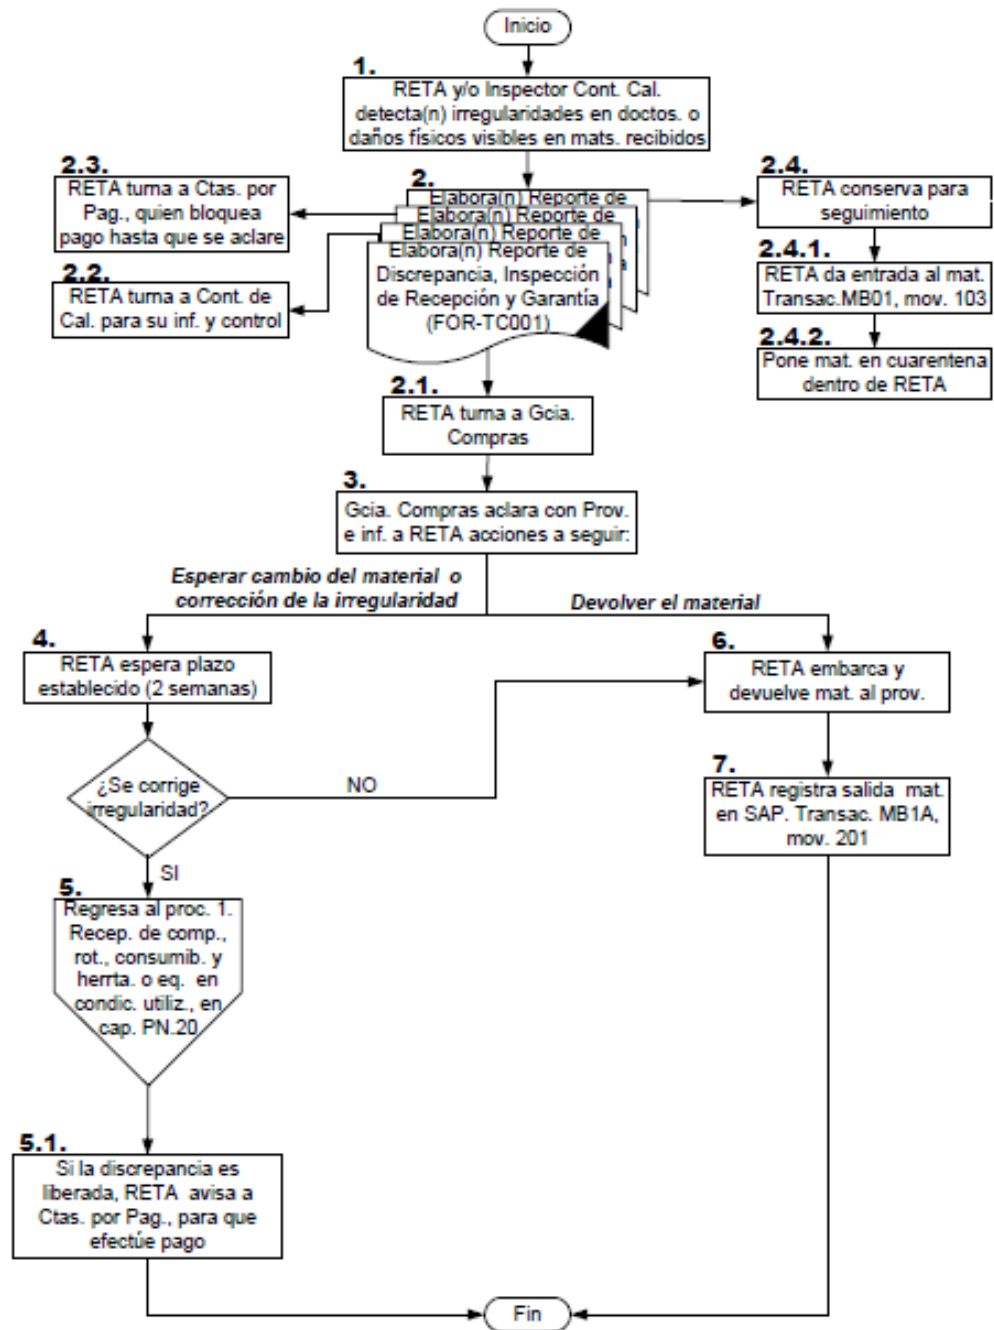 Inicio
1.
RETA y/o Inspector Cont. Cal.
detecta(n) irregularidades en doctos. o
daños físicos visibles en mats. recibidos
2.3.
RETA turna a Ctas. por
Pag., quien bloquea
pago hasta que se aclare
2.2.
RETA turna a Cont. de
Cal. para su inf. y control
2.
Elabora(n) Reporte de
Elabora(n) Reporte de
Elabora(n) Reporte de
Elabora(n) Reporte de
Discrepancia, Inspección
de Recepción y Garantía
(FOR-TC001)
2.4.
RETA conserva para
seguimiento
2.4.1.
RETA da entrada al mat.
Transac.MB01, mov. 103
2.4.2.
Pone mat. en cuarentena
dentro de RETA
2.1.
RETA turna a Gcia.
Compras
3.
Gcia. Compras aclara con Prov.
e inf. a RETA acciones a seguir:
Esperar cambio del material o
corrección de la irregularidad
Devolver el material
4.
RETA espera plazo
establecido (2 semanas)
6.
RETA embarca y
devuelve mat. al prov.
¿Se corrige
irregularidad?
NO
SI
7.
RETA registra salida mat.
en SAP. Transac. MB1A,
mov. 201
5.
Regresa al proc. 1.
Recep. de comp.,
rot., consumib. y
herrta. o eq. en
condic. utiliz., en
cap. PN.20
5.1.
Si la discrepancia es
liberada, RETA avisa a
Ctas. por Pag., para que
efectúe pago
Fin